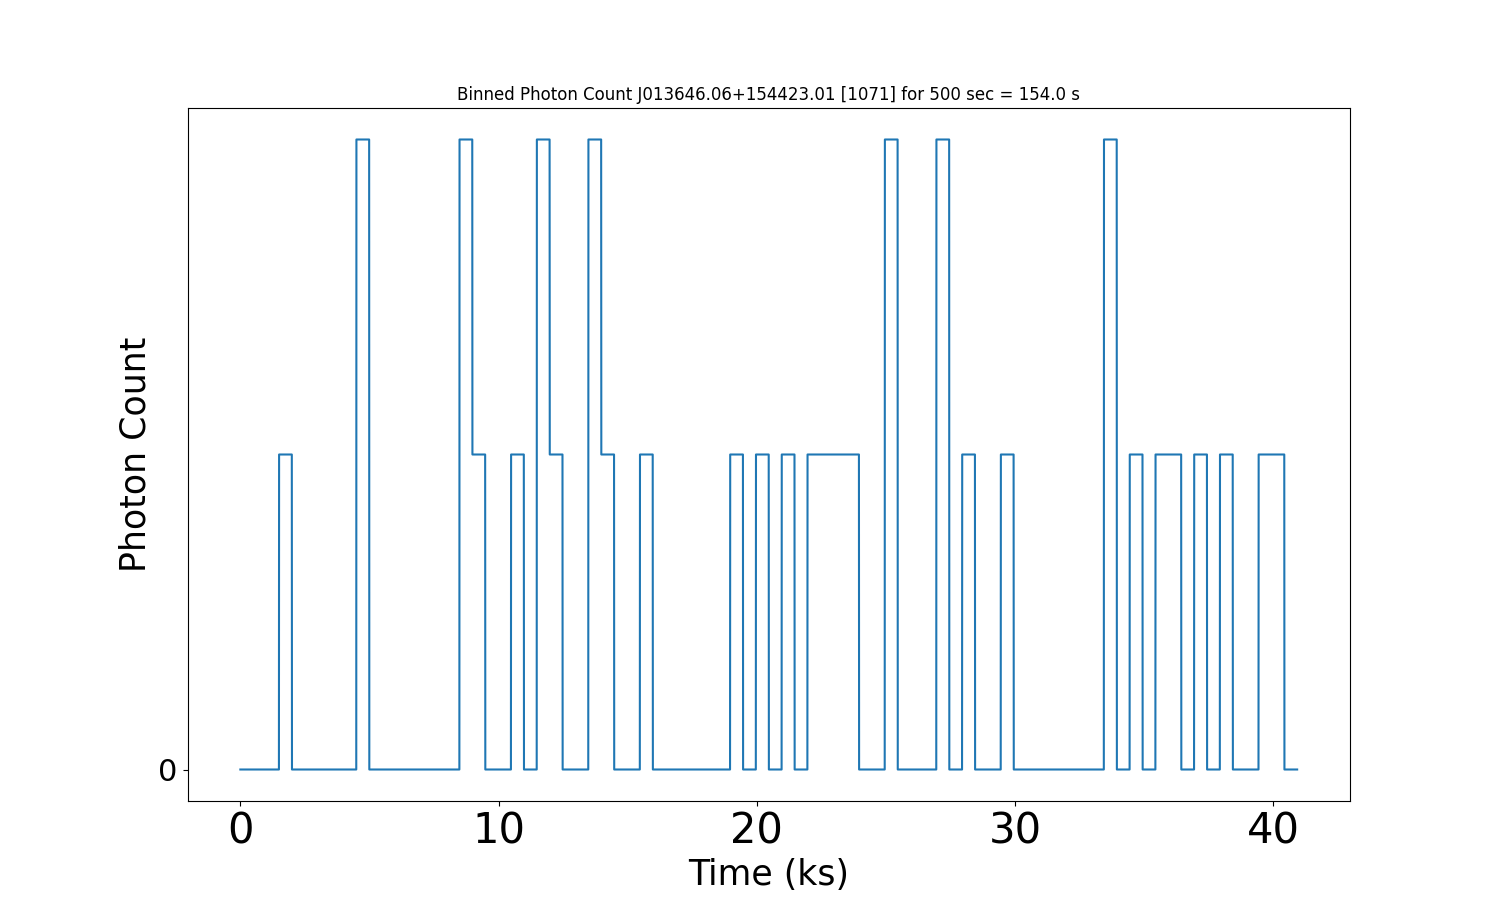 Binned Photon Count J013646.06+154423.01 [1071] for 500 sec = 154.0 s
Photon Count
0
0 10 20 30 40
Time (ks)